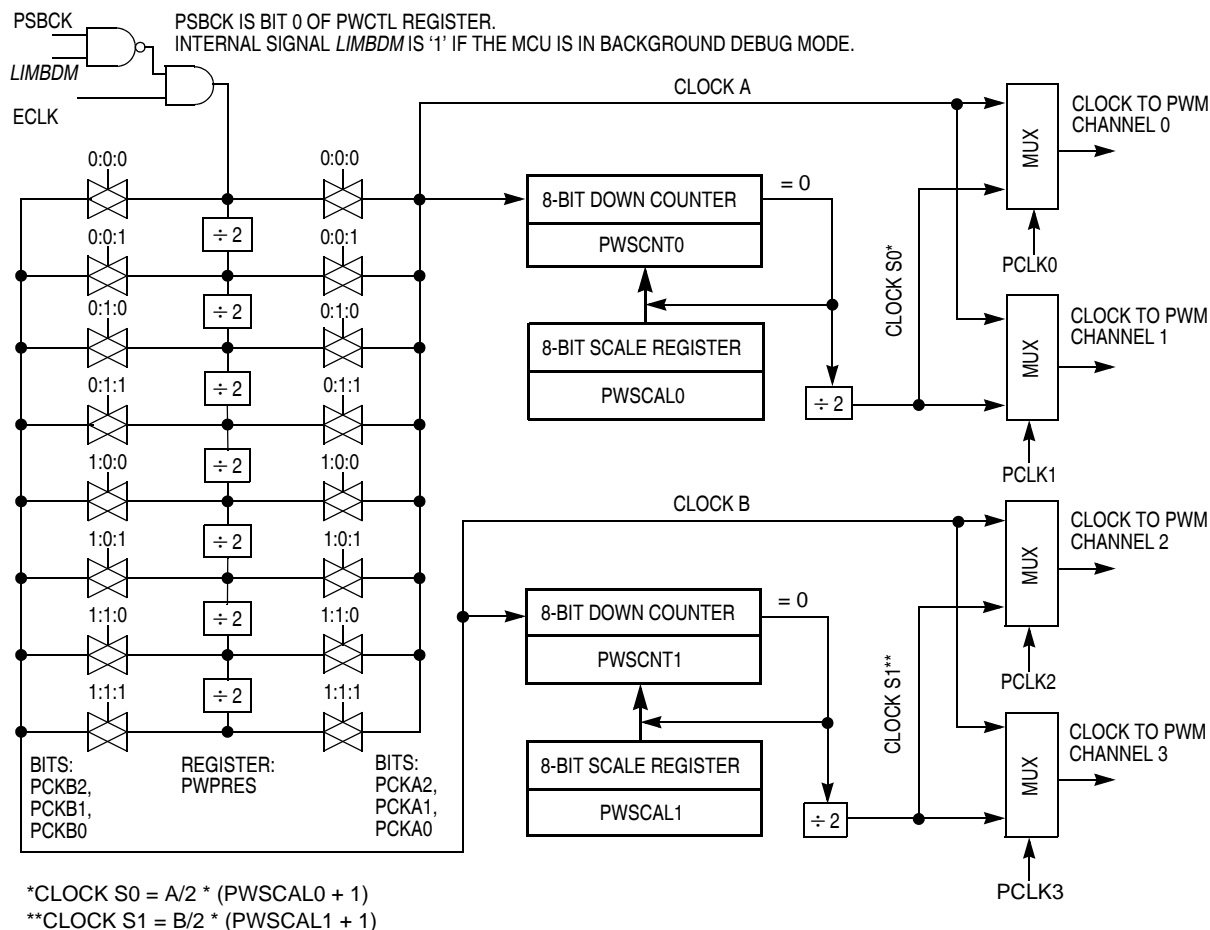 PSBCK
PSBCK IS BIT 0 OF PWCTL REGISTER.
INTERNAL SIGNAL LIMBDM IS ‘1’ IF THE MCU IS IN BACKGROUND DEBUG MODE.
LIMBDM
ECLK
CLOCK A
CLOCK TO PWM
CHANNEL 0
MUX
PCLK0
0:0:0
0:0:0
÷ 2
0:0:1
0:0:1
÷ 2
0:1:0
0:1:0
÷ 2
0:1:1
0:1:1
÷ 2
1:0:0
1:0:0
÷ 2
1:0:1
1:0:1
÷ 2
1:1:0
1:1:0
÷ 2
1:1:1
1:1:1
BITS:
PCKB2,
PCKB1,
PCKB0
REGISTER:
PWPRES
BITS:
PCKA2,
PCKA1,
PCKA0
8-BIT DOWN COUNTER
= 0
PWSCNT0
8-BIT SCALE REGISTER
PWSCAL0
÷ 2
CLOCK S0*
CLOCK TO PWM
CHANNEL 1
MUX
PCLK1
CLOCK B
CLOCK TO PWM
CHANNEL 2
MUX
PCLK2
8-BIT DOWN COUNTER
= 0
PWSCNT1
8-BIT SCALE REGISTER
PWSCAL1
÷ 2
CLOCK S1**
CLOCK TO PWM
CHANNEL 3
MUX
PCLK3
*CLOCK S0 = A/2 * (PWSCAL0 + 1)
**CLOCK S1 = B/2 * (PWSCAL1 + 1)